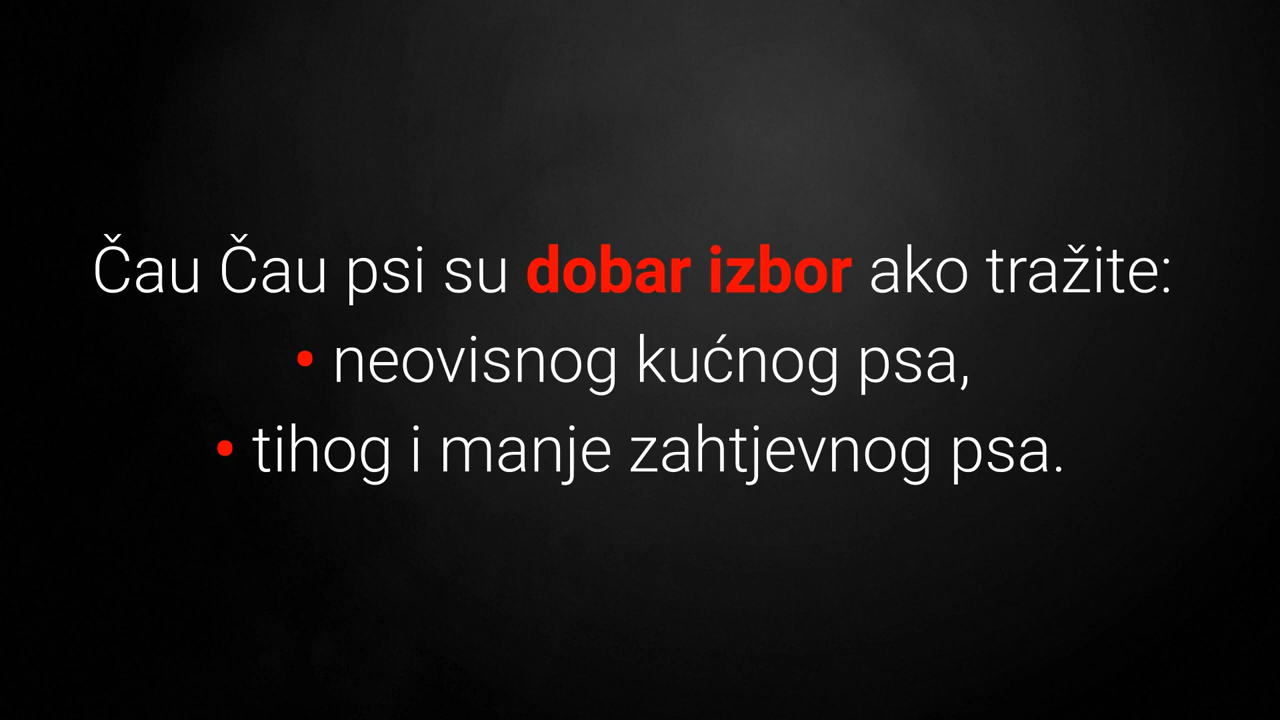 Čau Čau psi su dobar izbor ako tražite:
• neovisnog kućnog psa,
• tihog i manje zahtjevnog psa.